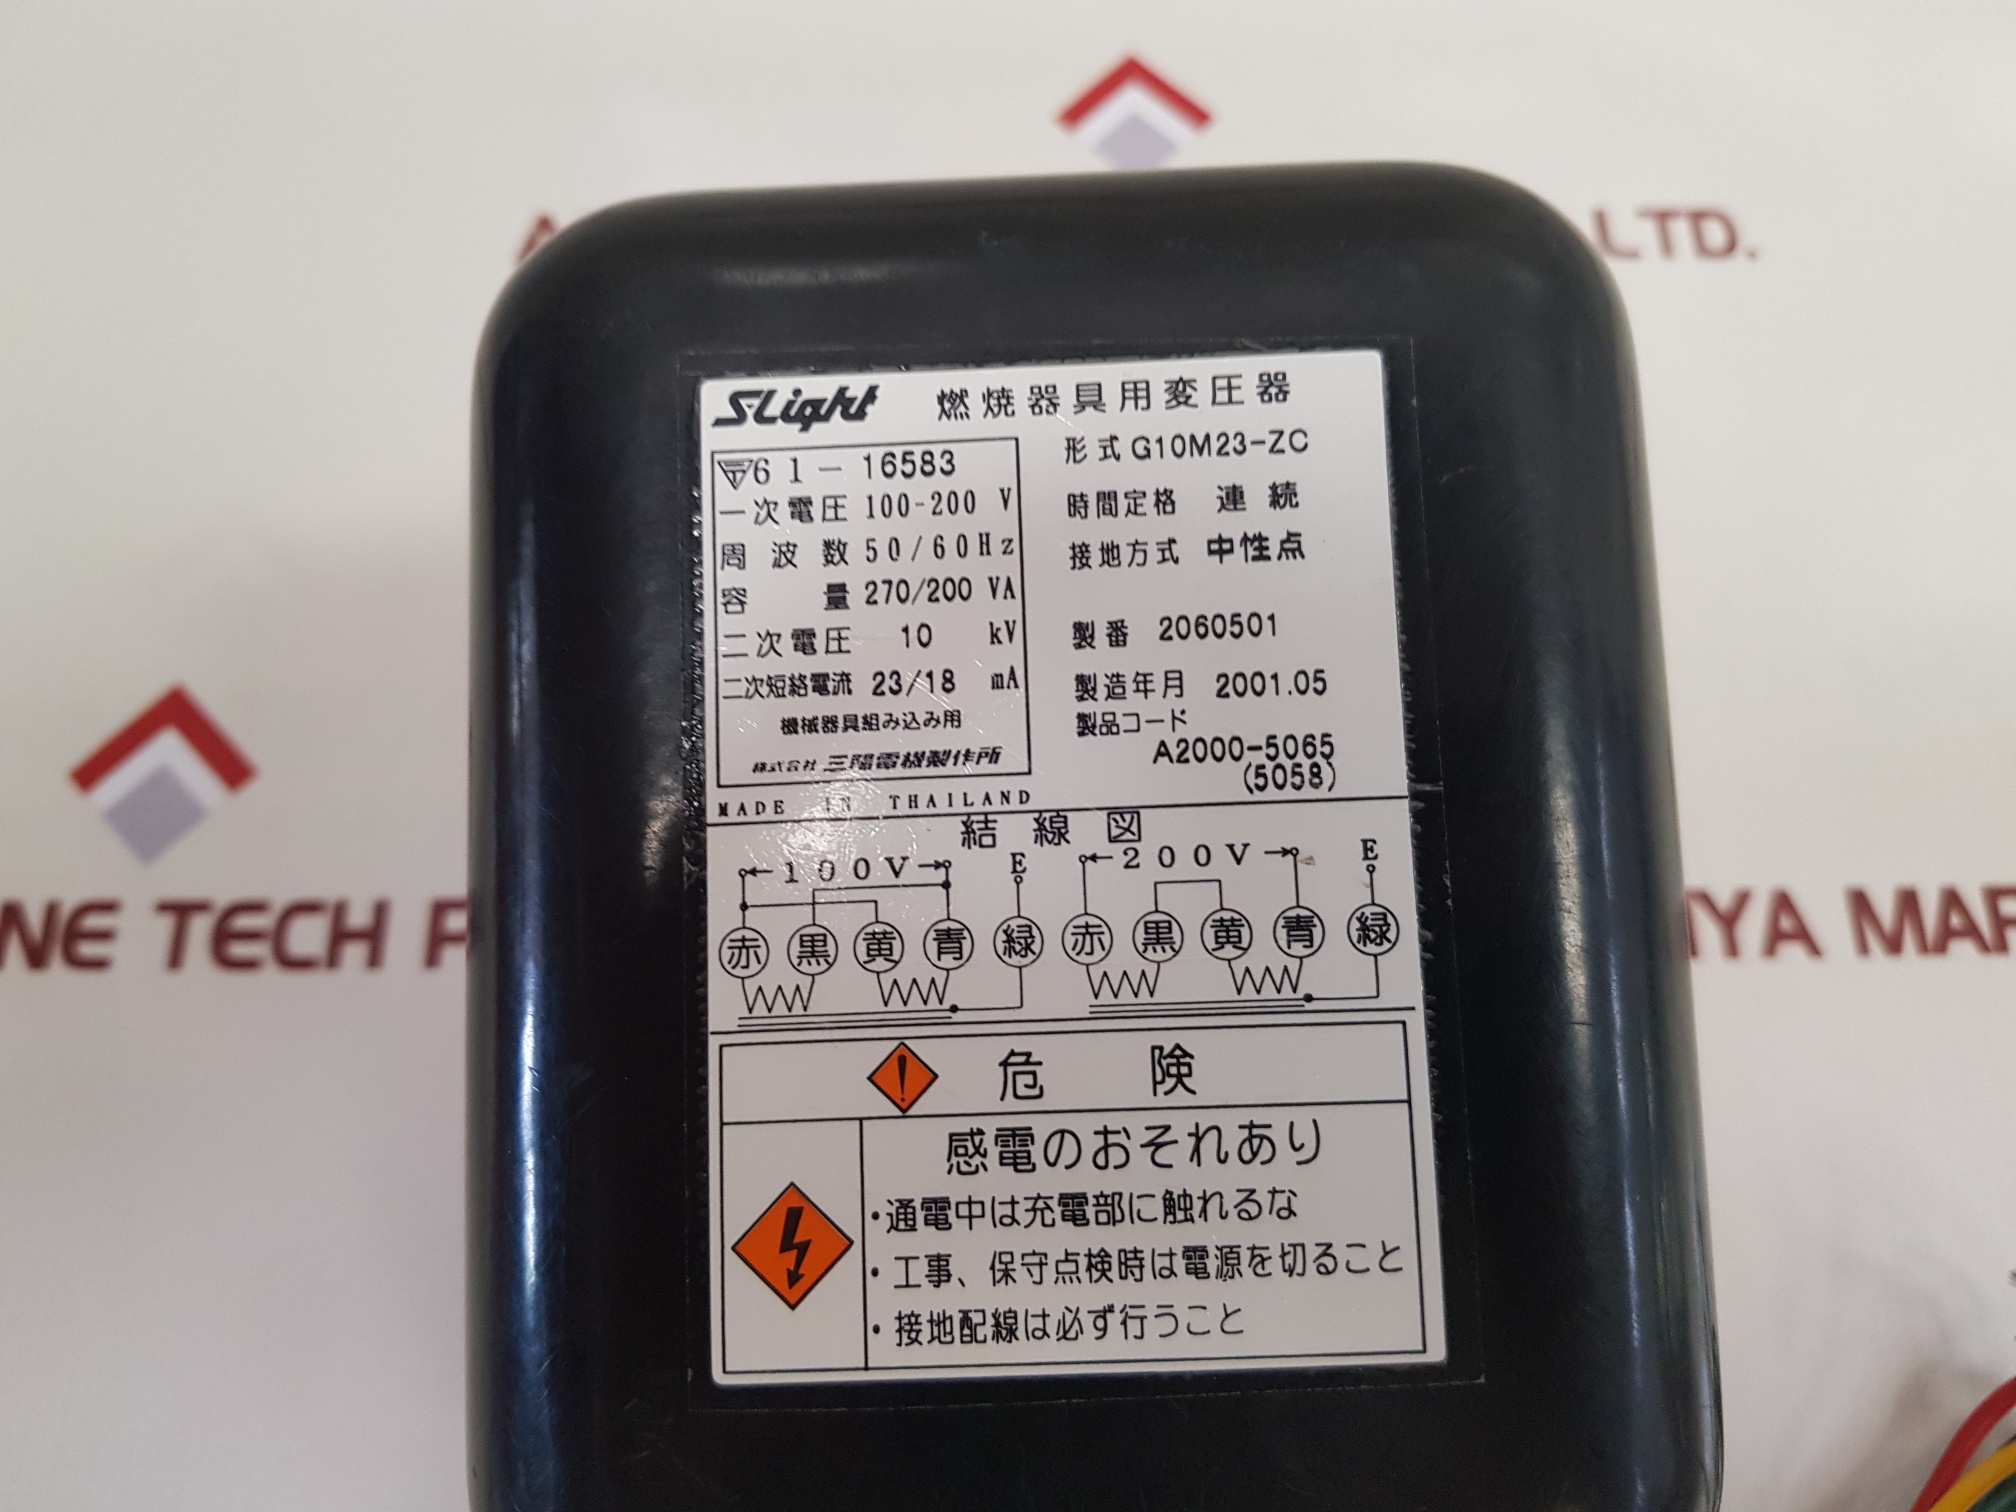 LTD.
NE TECH
IYA MAR
S-Light 燃焼器具用変圧器
61-16583
一次電圧 100-200 V
周波数 50/60Hz
容量 270/200 VA
二次電圧 10 kV
二次短絡電流 23/18 mA
機械器具組み込み用
株式会社 三陽電機製作所
MADE IN THAILAND
形式 G10M23-ZC
時間定格 連続
接地方式 中性点
製番 2060501
製造年月 2001.05
製品コード
A2000-5065
(5058)
結線図
100V E 200V E
赤 黒 黄 青 緑 赤 黒 黄 青 緑
危険
感電のおそれあり
・通電中は充電部に触れるな
・工事、保守点検時は電源を切ること
・接地配線は必ず行うこと